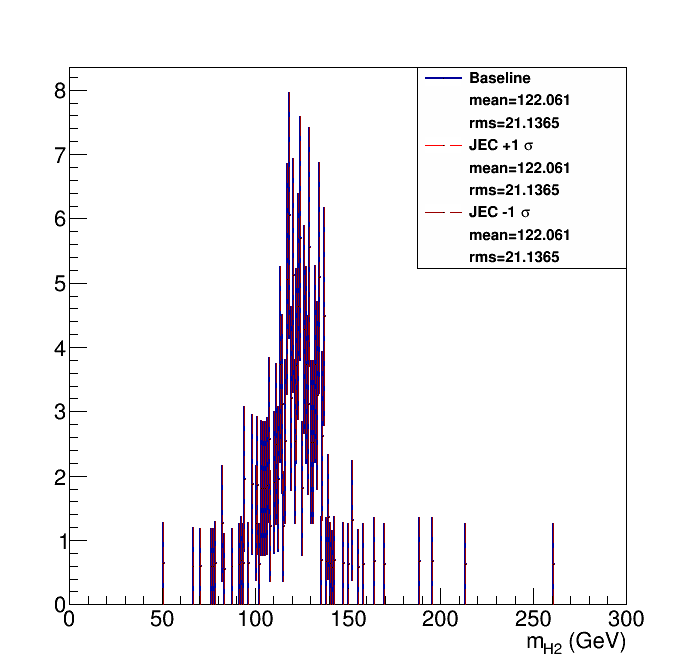 Baseline
mean=122.061
rms=21.1365
JEC +1 σ
mean=122.061
rms=21.1365
JEC -1 σ
mean=122.061
rms=21.1365
8
7
6
5
4
3
2
1
0
0 50 100 150 200 250 300
m_H2 (GeV)